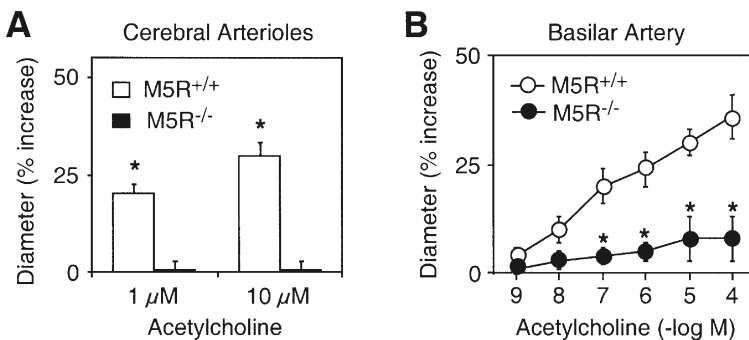 A
Cerebral Arterioles
Diameter (% increase)
50
25
0
M5R+/+
M5R-/-
*
*
1 µM
10 µM
Acetylcholine
B
Basilar Artery
Diameter (% increase)
50
25
0
M5R+/+
M5R-/-
* * * *
9 8 7 6 5 4
Acetylcholine (-log M)